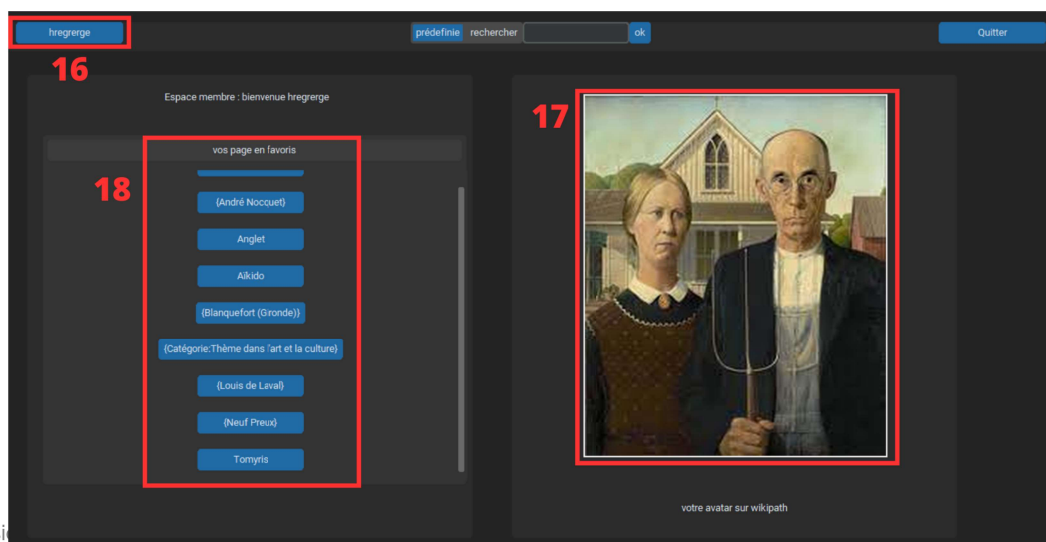 hregrerge
prédefinie rechercher ok
Quitter
16
Espace membre : bienvenue hregrerge
17
vos page en favoris
18
{André Nocquet}
Anglet
Aïkido
{Blanquefort (Gironde)}
{Catégorie:Thème dans l'art et la culture}
{Louis de Laval}
{Neuf Preux}
Tomyris
votre avatar sur wikipath